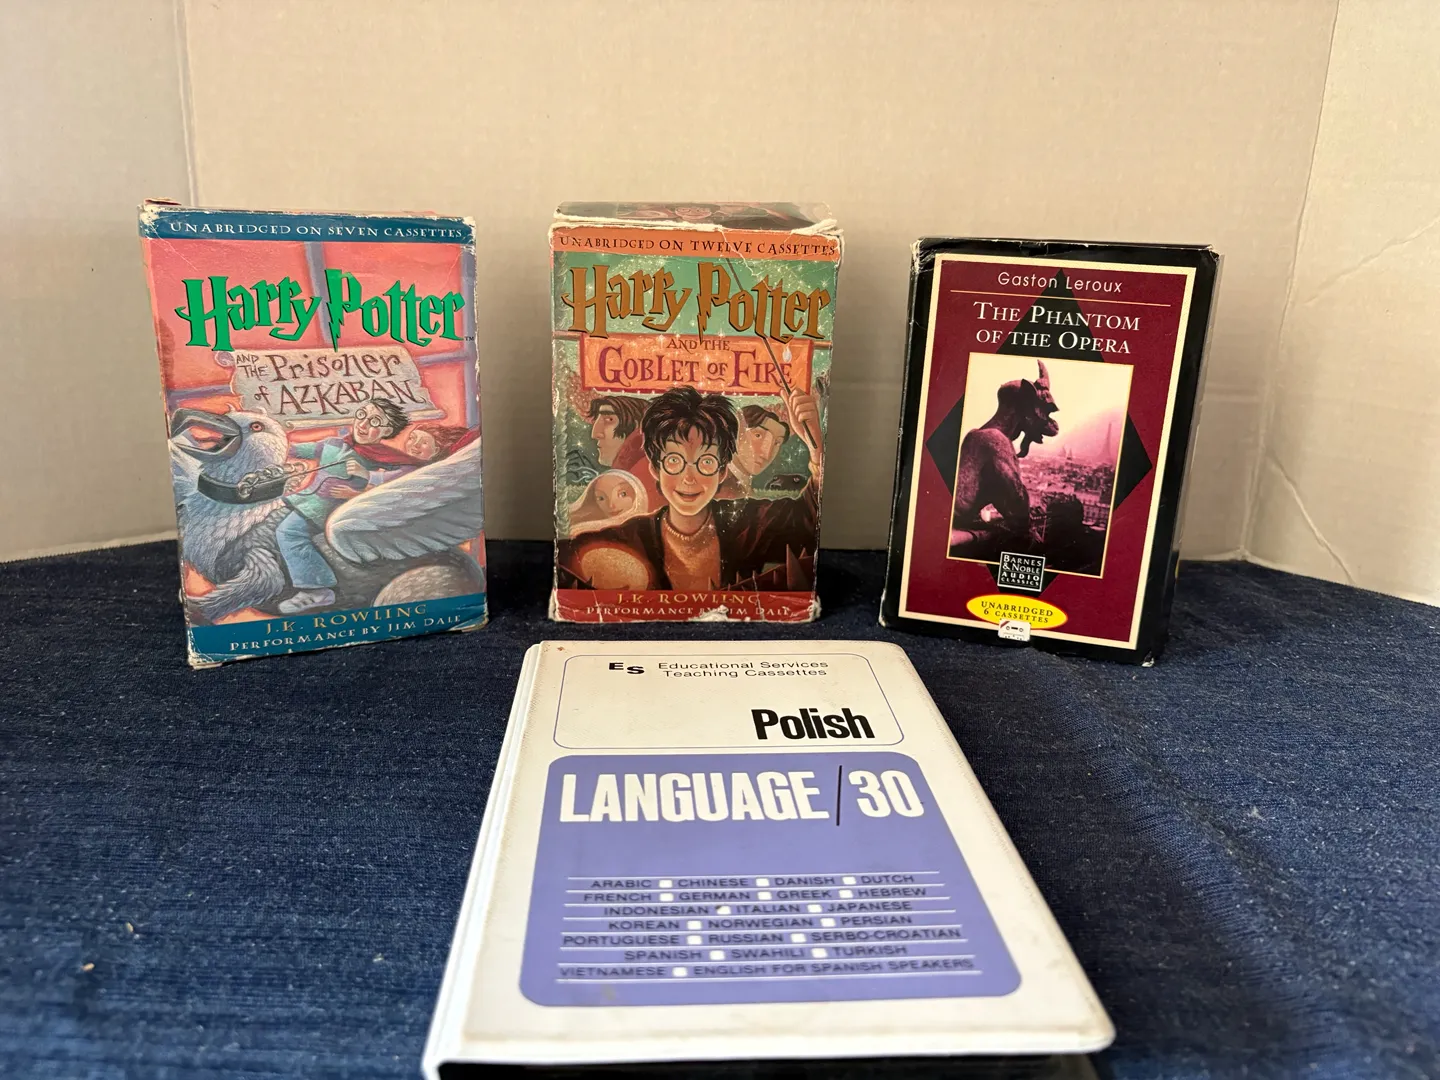 UNABRIDGED ON SEVEN CASSETTES
Harry Potter™
AND THE Prisoner
of AZKABAN
J.K. ROWLING
PERFORMANCE BY JIM DALE
UNABRIDGED ON TWELVE CASSETTES
Harry Potter
AND THE
GOBLET OF FIRE
J.K. ROWLING
PERFORMANCE BY JIM DALE
Gaston Leroux
THE PHANTOM
OF THE OPERA
BARNES
& NOBLE
AUDIO
CLASSICS
UNABRIDGED
6 CASSETTES
ES Educational Services
Teaching Cassettes
Polish
LANGUAGE/30
ARABIC CHINESE DANISH DUTCH
FRENCH GERMAN GREEK HEBREW
INDONESIAN ITALIAN JAPANESE
KOREAN NORWEGIAN PERSIAN
PORTUGUESE RUSSIAN SERBO-CROATIAN
SPANISH SWAHILI TURKISH
VIETNAMESE ENGLISH FOR SPANISH SPEAKERS